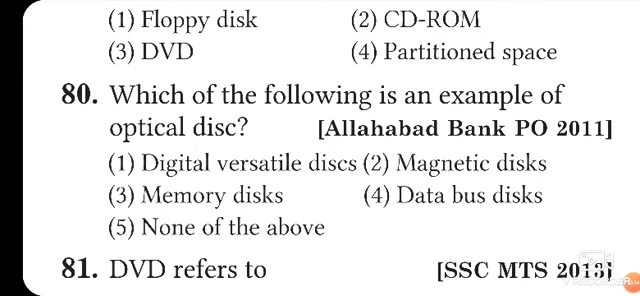 (1) Floppy disk (2) CD-ROM
(3) DVD (4) Partitioned space
80. Which of the following is an example of
optical disc? [Allahabad Bank PO 2011]
(1) Digital versatile discs (2) Magnetic disks
(3) Memory disks (4) Data bus disks
(5) None of the above
81. DVD refers to [SSC MTS 2013]